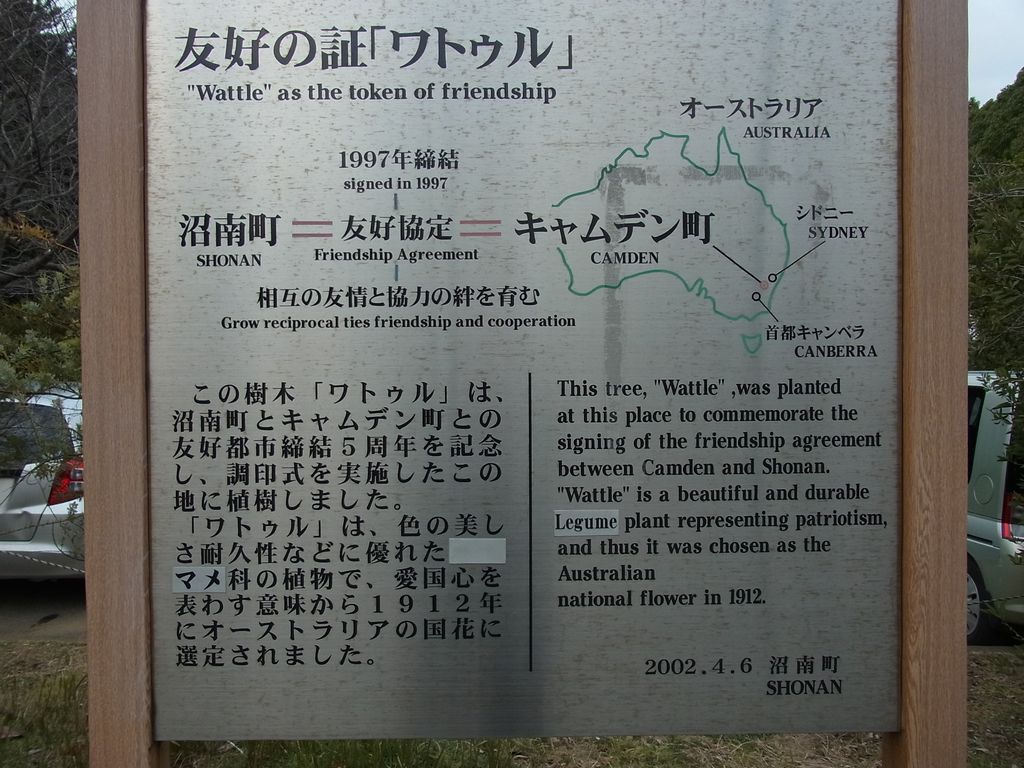 友好の証「ワトゥル」
"Wattle" as the token of friendship
オーストラリア
AUSTRALIA
1997年締結
signed in 1997
沼南町
SHONAN
友好協定
Friendship Agreement
キャムデン町
CAMDEN
シドニー
SYDNEY
相互の友情と協力の絆を育む
Grow reciprocal ties friendship and cooperation
首都キャンベラ
CANBERRA
この樹木「ワトゥル」は、
沼南町とキャムデン町との
友好都市締結5周年を記念
し、調印式を実施したこの
地に植樹しました。
「ワトゥル」は、色の美し
さ耐久性などに優れた
マメ科の植物で、愛国心を
表わす意味から1912年
にオーストラリアの国花に
選定されました。
This tree, "Wattle" ,was planted
at this place to commemorate the
signing of the friendship agreement
between Camden and Shonan.
"Wattle" is a beautiful and durable
Legume plant representing patriotism,
and thus it was chosen as the
Australian
national flower in 1912.
2002.4.6 沼南町
SHONAN